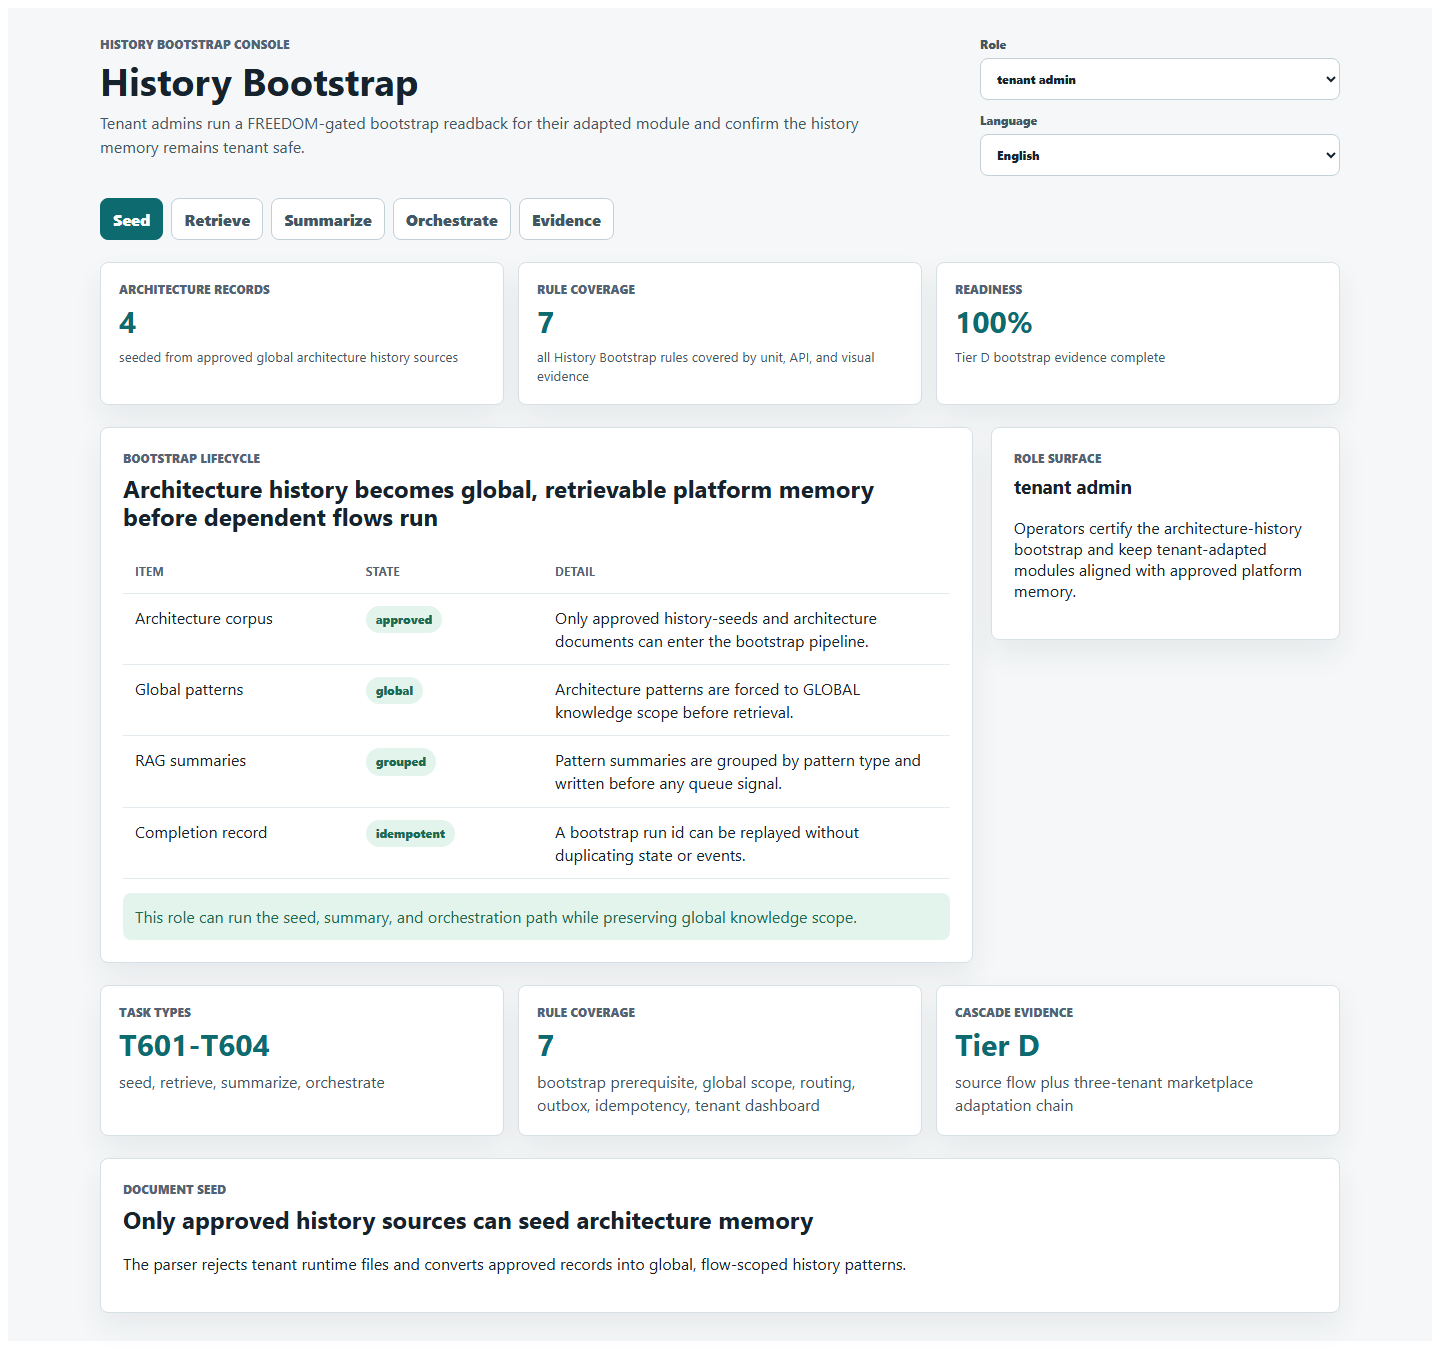 HISTORY BOOTSTRAP CONSOLE
History Bootstrap
Tenant admins run a FREEDOM-gated bootstrap readback for their adapted module and confirm the history
memory remains tenant safe.
Role
tenant admin
Language
English
Seed
Retrieve
Summarize
Orchestrate
Evidence
ARCHITECTURE RECORDS
4
seeded from approved global architecture history sources
RULE COVERAGE
7
all History Bootstrap rules covered by unit, API, and visual
evidence
READINESS
100%
Tier D bootstrap evidence complete
BOOTSTRAP LIFECYCLE
Architecture history becomes global, retrievable platform memory
before dependent flows run
ITEM STATE DETAIL
Architecture corpus
approved
Only approved history-seeds and architecture
documents can enter the bootstrap pipeline.
Global patterns
global
Architecture patterns are forced to GLOBAL
knowledge scope before retrieval.
RAG summaries
grouped
Pattern summaries are grouped by pattern type and
written before any queue signal.
Completion record
idempotent
A bootstrap run id can be replayed without
duplicating state or events.
This role can run the seed, summary, and orchestration path while preserving global knowledge scope.
ROLE SURFACE
tenant admin
Operators certify the architecture-history
bootstrap and keep tenant-adapted
modules aligned with approved platform
memory.
TASK TYPES
T601-T604
seed, retrieve, summarize, orchestrate
RULE COVERAGE
7
bootstrap prerequisite, global scope, routing,
outbox, idempotency, tenant dashboard
CASCADE EVIDENCE
Tier D
source flow plus three-tenant marketplace
adaptation chain
DOCUMENT SEED
Only approved history sources can seed architecture memory
The parser rejects tenant runtime files and converts approved records into global, flow-scoped history patterns.